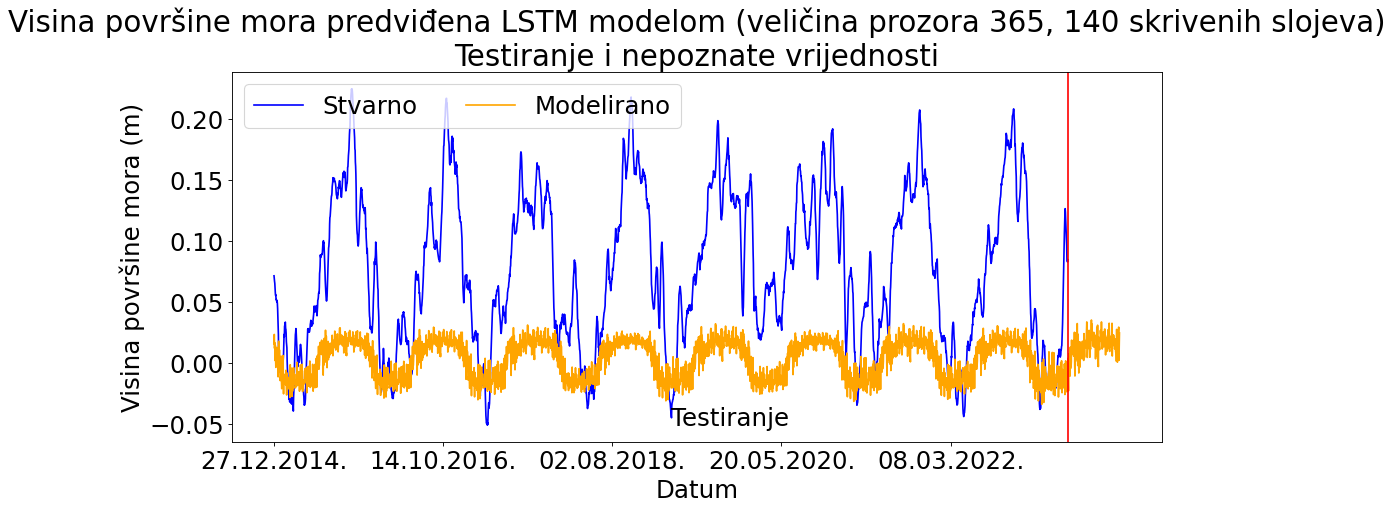 Visina površine mora predviđena LSTM modelom (veličina prozora 365, 140 skrivenih slojeva)
Testiranje i nepoznate vrijednosti
Stvarno Modelirano
Visina površine mora (m)
0.20
0.15
0.10
0.05
0.00
−0.05
Testiranje
27.12.2014. 14.10.2016. 02.08.2018. 20.05.2020. 08.03.2022.
Datum